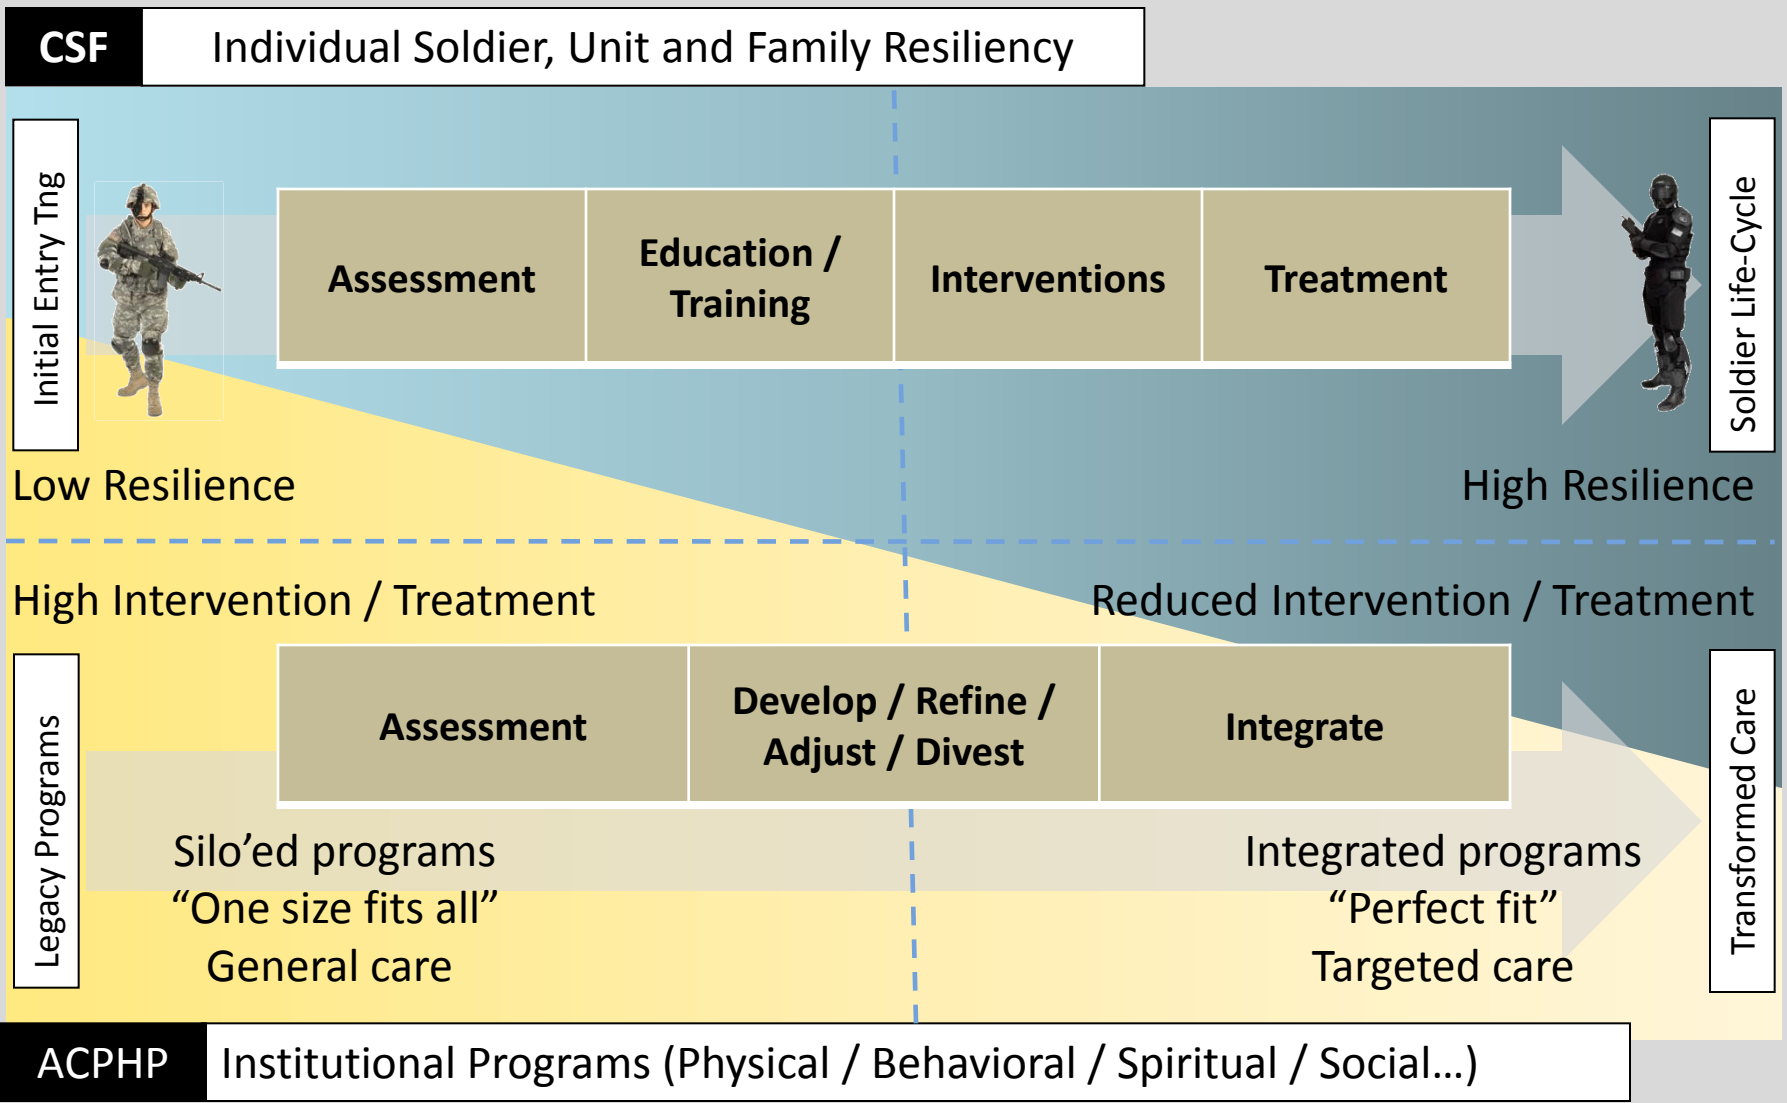 CSF
Individual Soldier, Unit and Family Resiliency
Initial Entry Tng
Assessment
Education /
Training
Interventions
Treatment
Soldier Life-Cycle
Low Resilience
High Resilience
High Intervention / Treatment
Reduced Intervention / Treatment
Legacy Programs
Assessment
Develop / Refine /
Adjust / Divest
Integrate
Transformed Care
Silo’ed programs
“One size fits all”
General care
Integrated programs
“Perfect fit”
Targeted care
ACPHP
Institutional Programs (Physical / Behavioral / Spiritual / Social…)